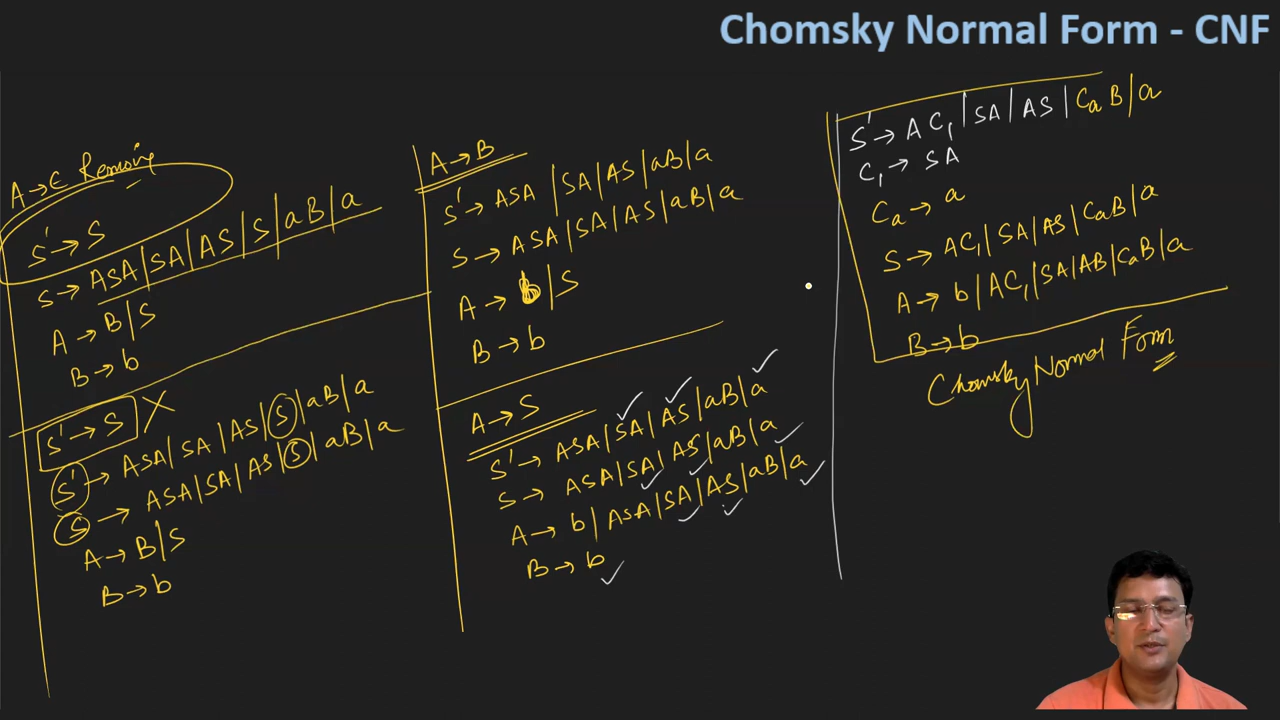 Chomsky Normal Form - CNF
A→Є Removing
S'→S
S→ASA|SA|AS|S|aB|a
A→B|S
B→b
S'→S X
S'→ASA|SA|AS|S|aB|a
S→ASA|SA|AS|S|aB|a
A→B|S
B→b
A→B
S'→ASA|SA|AS|aB|a
S→ASA|SA|AS|aB|a
A→b|S
B→b
A→S
S'→ASA|SA|AS|aB|a
S→ASA|SA|AS|aB|a
A→b|ASA|SA|AS|aB|a
B→b
S'→AC₁|SA|AS|CₐB|a
C₁→SA
Cₐ→a
S→AC₁|SA|AS|CₐB|a
A→b|AC₁|SA|AB|CₐB|a
B→b
Chomsky Normal Form